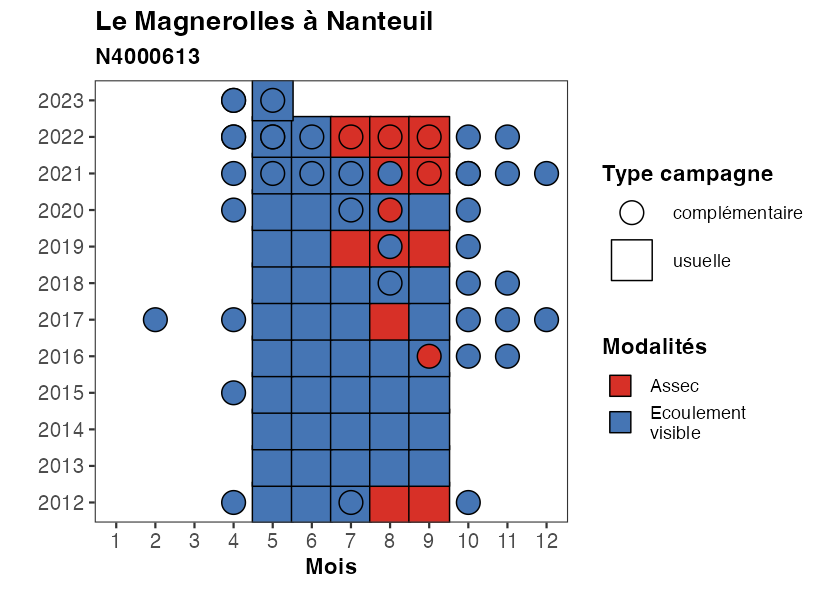 Le Magnerolles à Nanteuil
N4000613
2023
2022
2021
2020
2019
2018
2017
2016
2015
2014
2013
2012
1 2 3 4 5 6 7 8 9 10 11 12
Mois
Type campagne
complémentaire
usuelle
Modalités
Assec
Ecoulement
visible